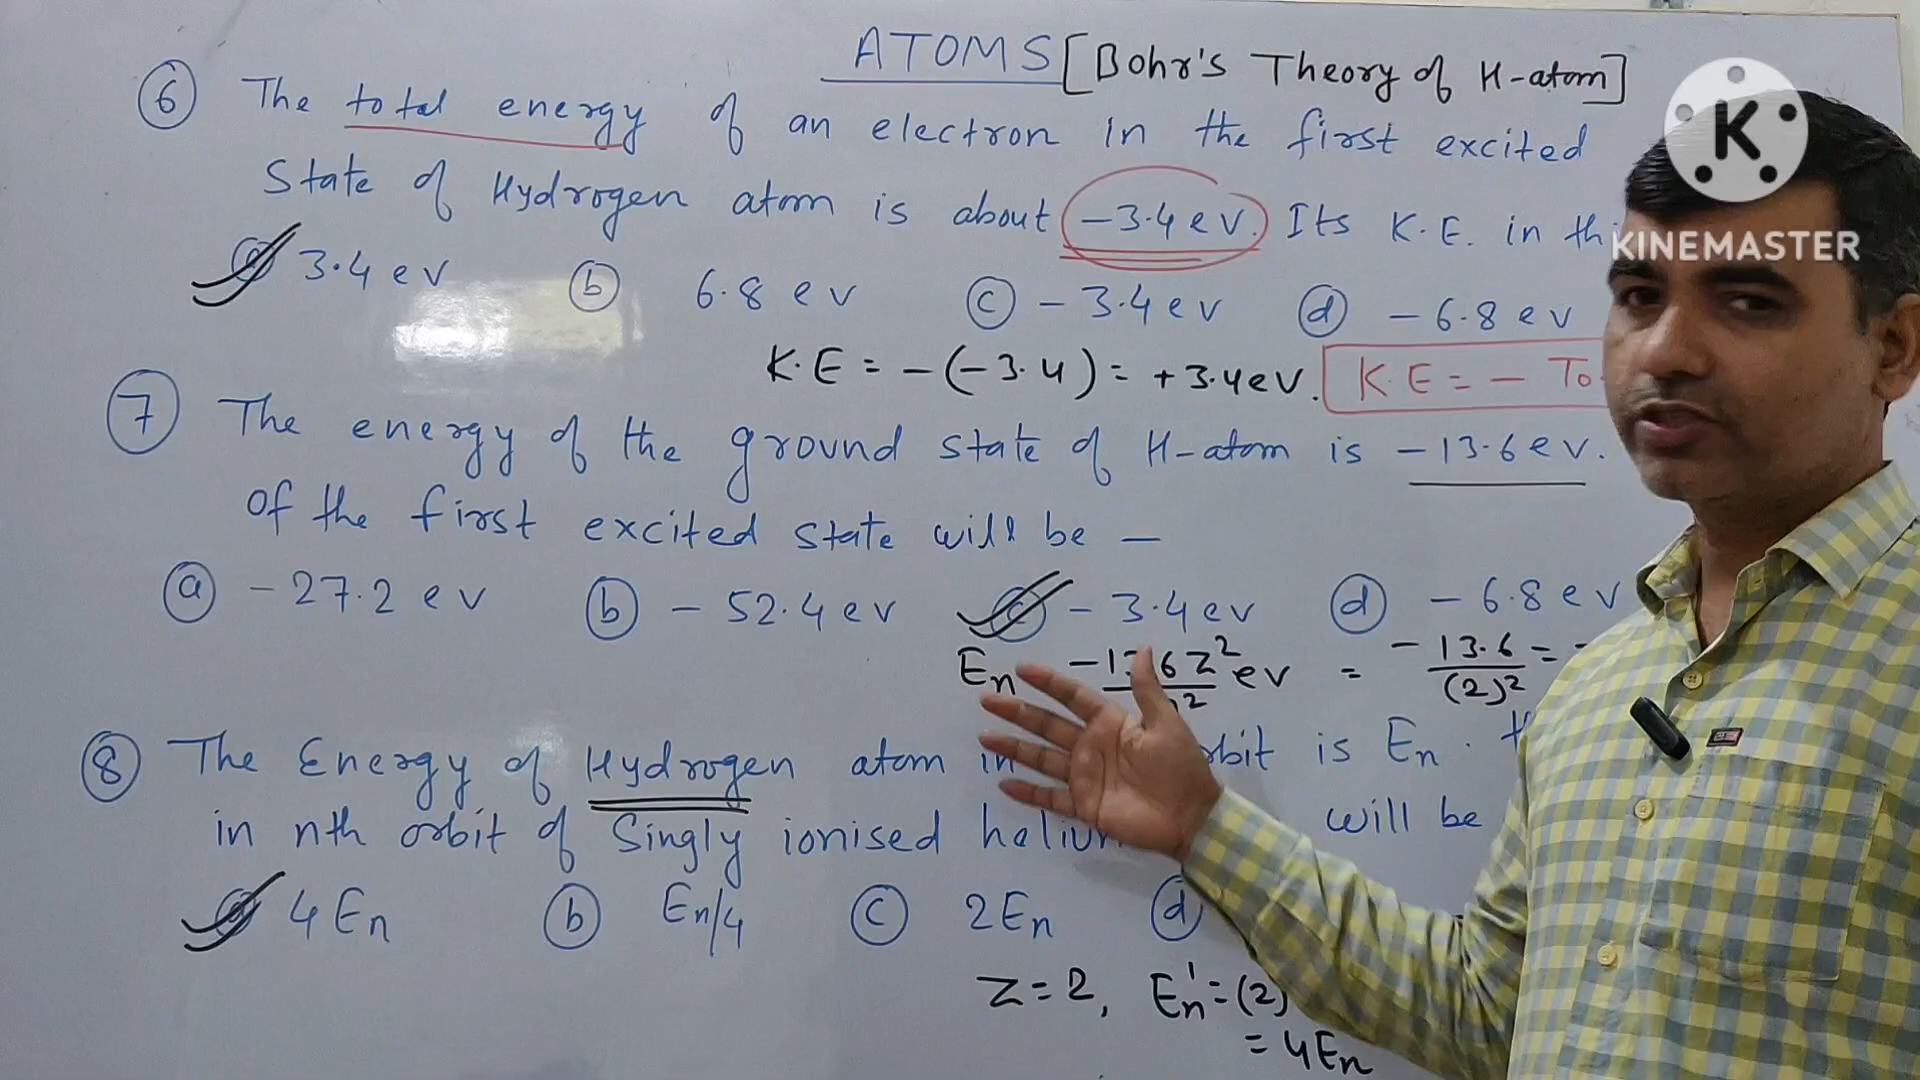 ATOMS [Bohr's Theory of H-atom]
⑥ The total energy of an electron in the first excited
State of Hydrogen atom is about -3.4 ev. Its K.E. in
3.4 ev ⓑ 6.8 ev ⓒ -3.4 ev ⓓ -6.8 ev
K.E = -(-3.4) = +3.4 ev. K.E = -
⑦ The energy of the ground state of H-atom is -13.6 ev.
of the first excited state will be —
ⓐ -27.2 ev ⓑ -52.4 ev ⓒ -3.4 ev ⓓ -6.8 ev
En -13.6 Z² ev = -13.6/(2)² =
⑧ The Energy of Hydrogen atom in orbit is En.
in nth orbit of Singly ionised helium will be
4En ⓑ En/4 ⓒ 2En ⓓ
Z = 2, En' = (2)
= 4En
K
KINEMASTER